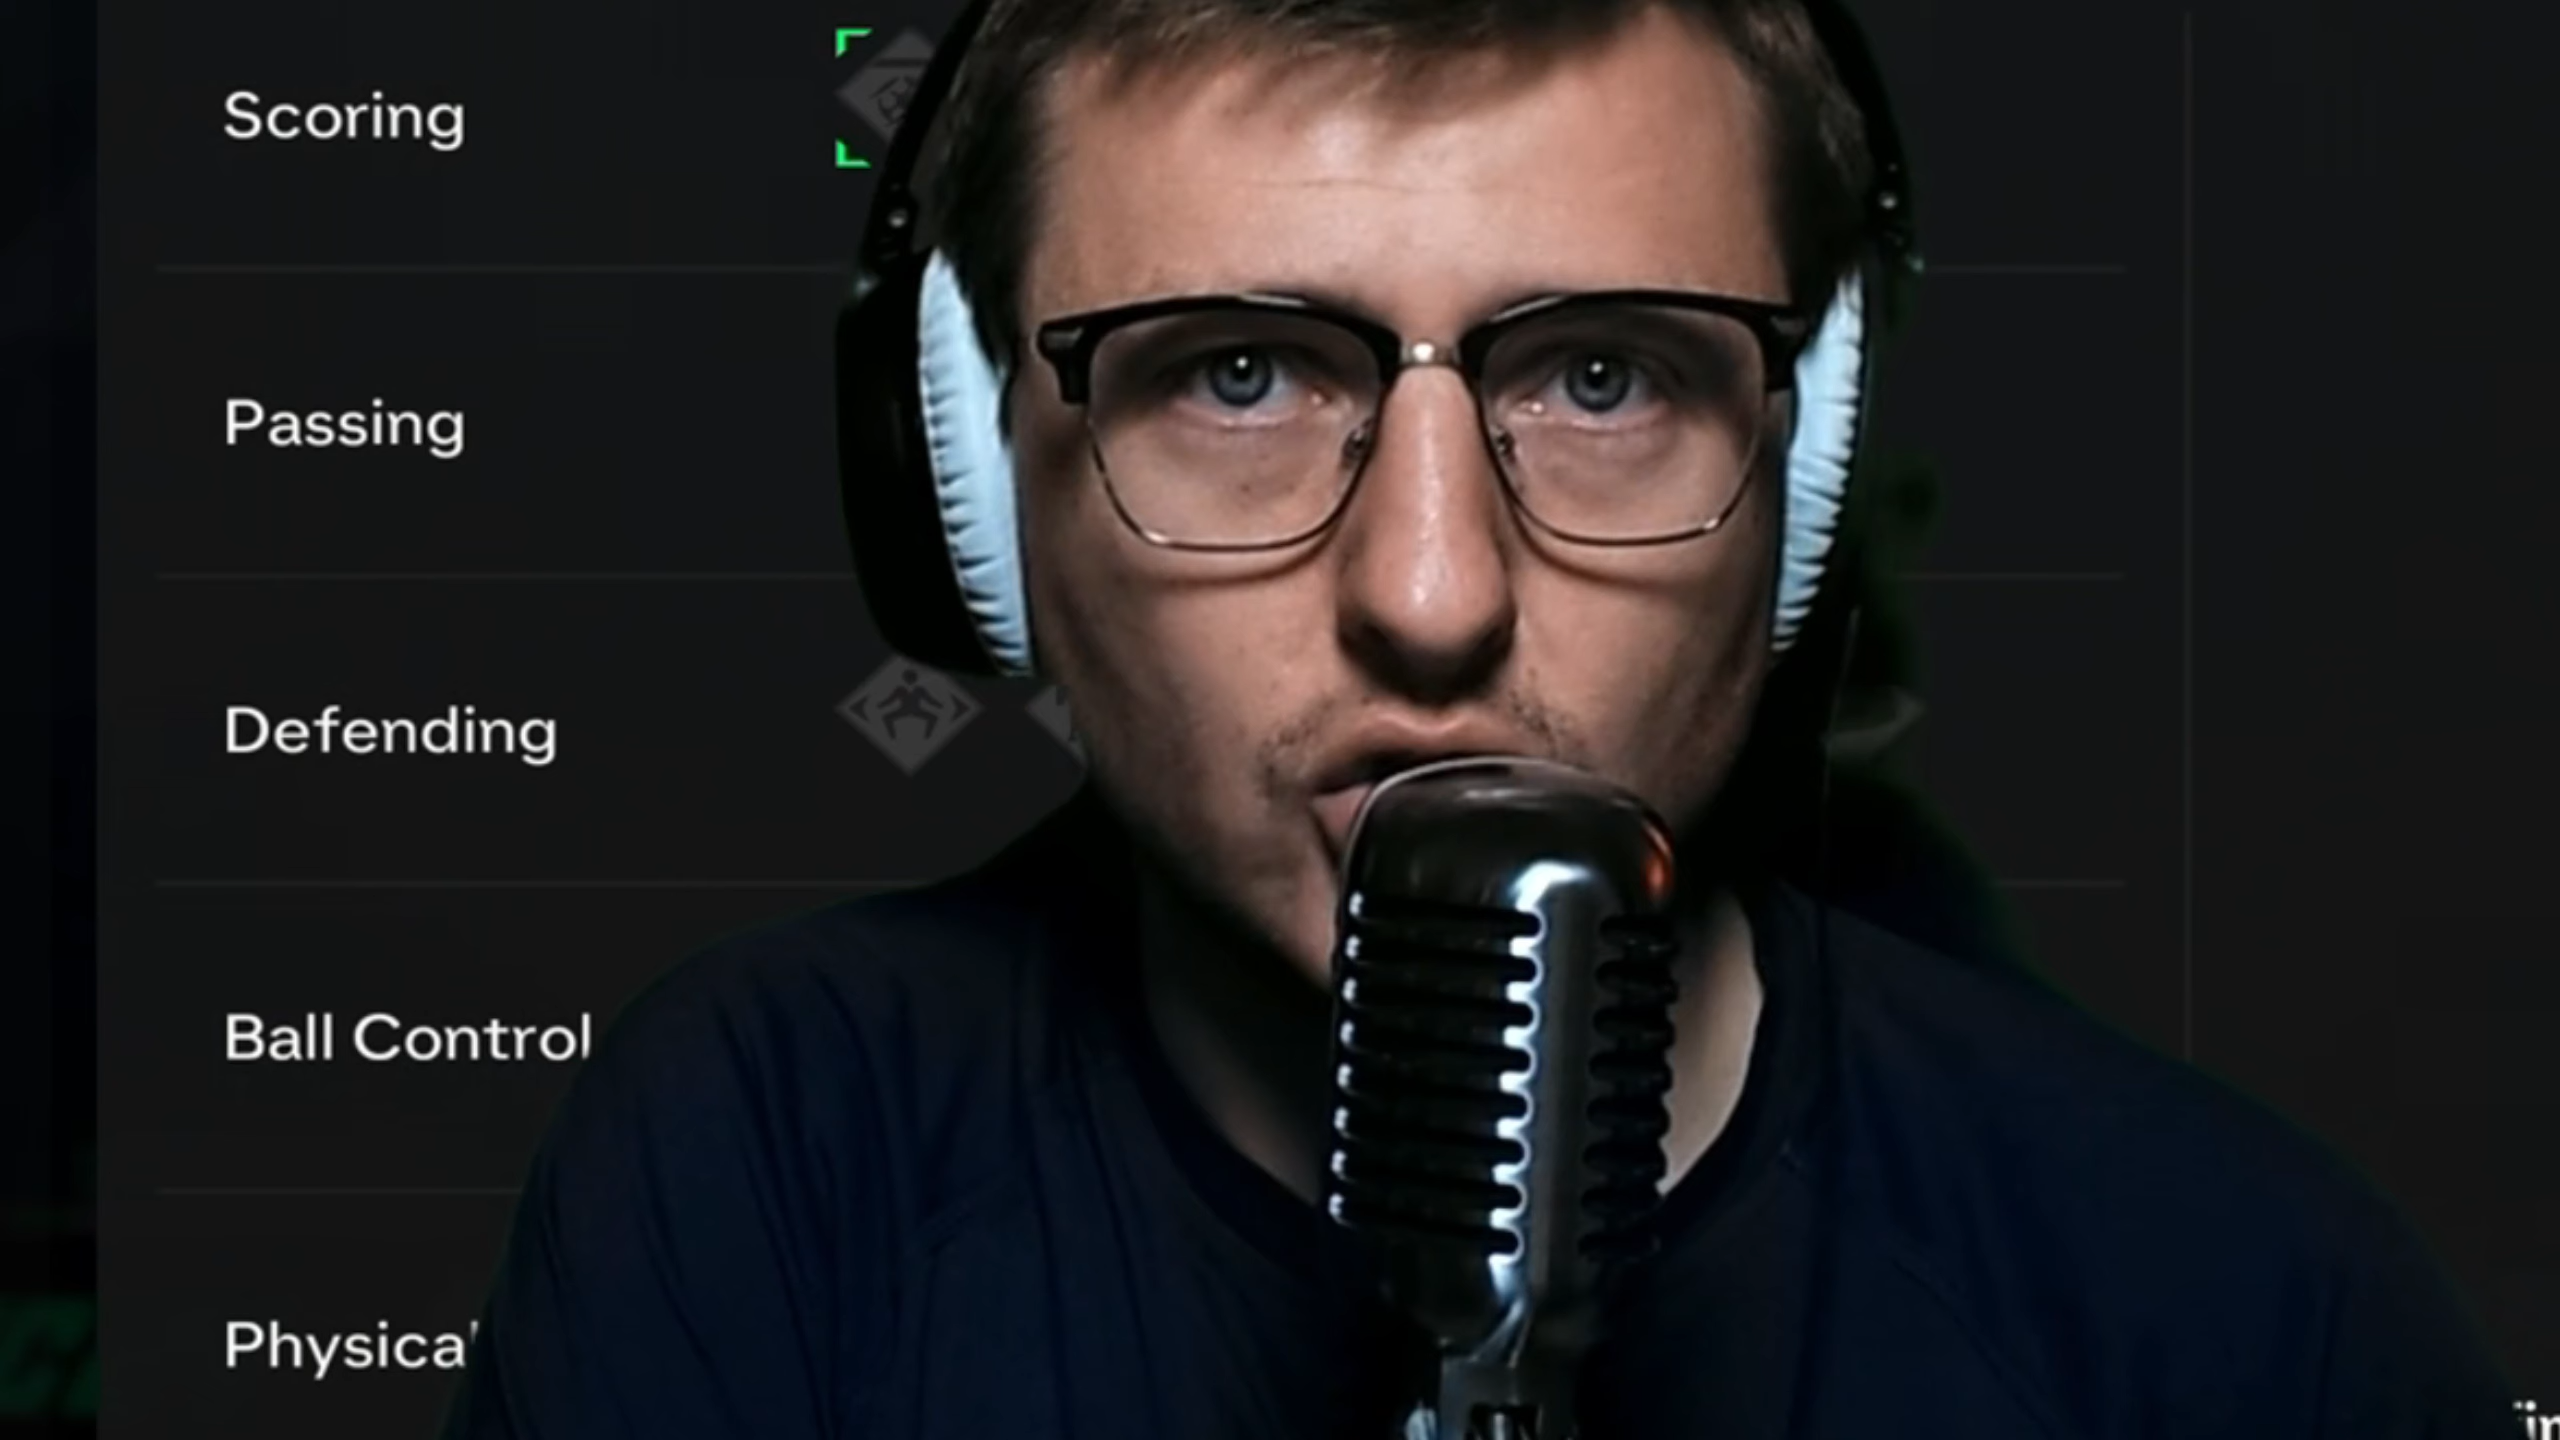 Scoring
Passing
Defending
Ball Control
Physical